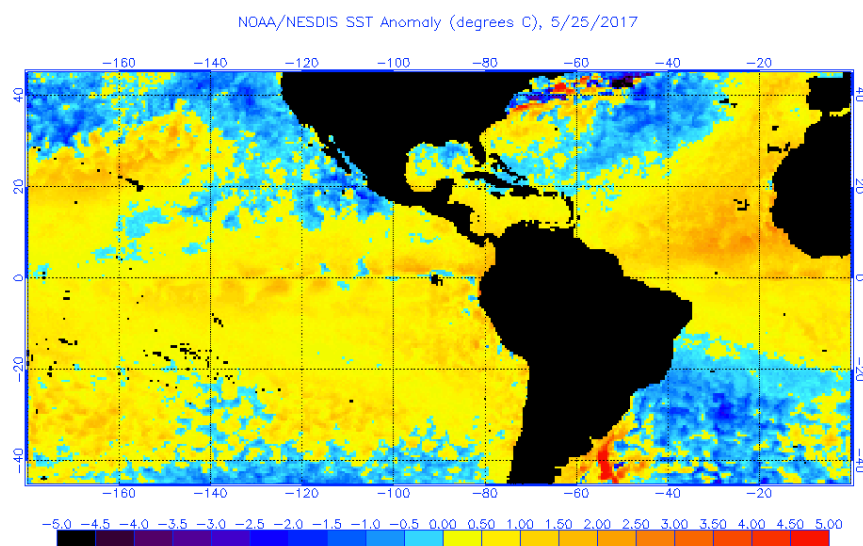 NOAA/NESDIS SST Anomaly (degrees C), 5/25/2017
-160 -140 -120 -100 -80 -60 -40 -20
40 40
20 20
0 0
-20 -20
-40 -40
-160 -140 -120 -100 -80 -60 -40 -20
-5.0 -4.5 -4.0 -3.5 -3.0 -2.5 -2.0 -1.5 -1.0 -0.5 0.00 0.50 1.00 1.50 2.00 2.50 3.00 3.50 4.00 4.50 5.00